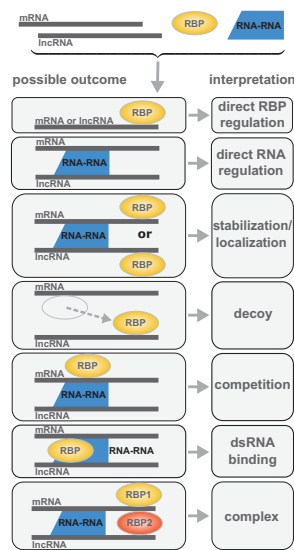 mRNA
RBP
RNA-RNA
lncRNA
possible outcome
interpretation
RBP
mRNA or lncRNA
direct RBP
regulation
mRNA
RNA-RNA
lncRNA
direct RNA
regulation
RBP
mRNA
RNA-RNA
or
lncRNA
RBP
stabilization/
localization
mRNA
RBP
lncRNA
decoy
RBP
mRNA
RNA-RNA
lncRNA
competition
mRNA
RBP
RNA-RNA
lncRNA
dsRNA
binding
RBP1
mRNA
RNA-RNA
RBP2
lncRNA
complex